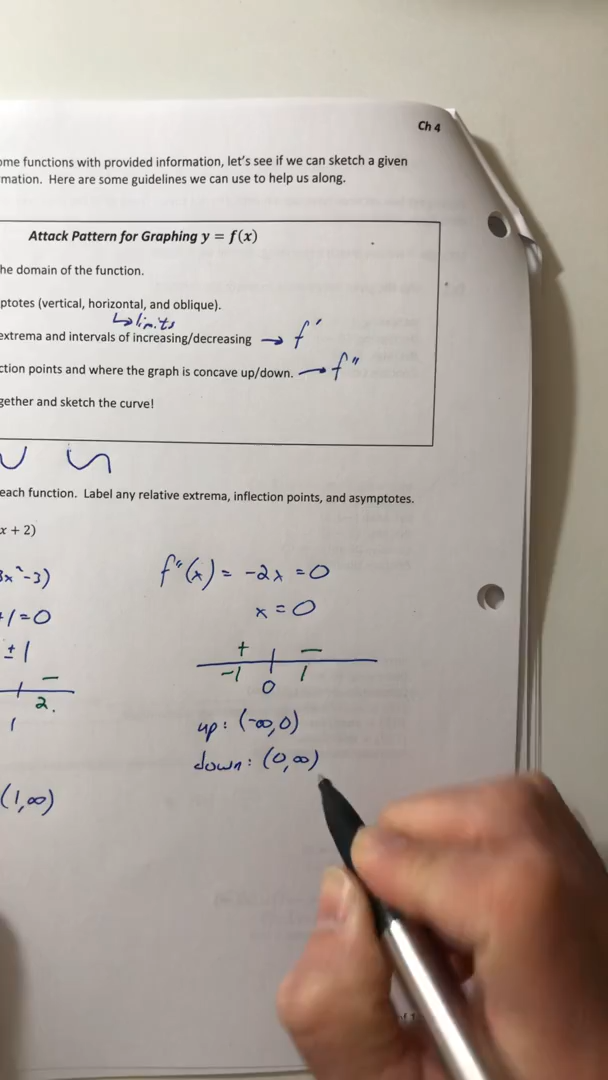 Ch 4
ome functions with provided information, let's see if we can sketch a given
mation. Here are some guidelines we can use to help us along.
Attack Pattern for Graphing y = f(x)
he domain of the function.
ptotes (vertical, horizontal, and oblique).
↳ limits
extrema and intervals of increasing/decreasing → f'
ction points and where the graph is concave up/down. → f"
gether and sketch the curve!
each function. Label any relative extrema, inflection points, and asymptotes.
x + 2)
3x²-3)
f"(x) = -2x = 0
+1=0
x = 0
± 1
+ -
-1 1
0
-
2.
1
up: (-∞,0)
down: (0,∞)
(1,∞)